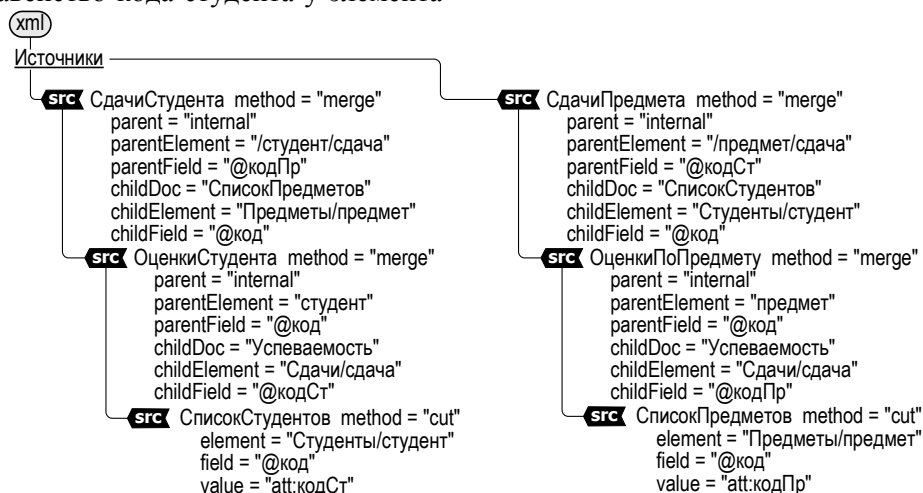 равенство кода студента у элемента
xml
Источники
src СдачиСтудента method = "merge"
parent = "internal"
parentElement = "/студент/сдача"
parentField = "@кодПр"
childDoc = "СписокПредметов"
childElement = "Предметы/предмет"
childField = "@код"
src ОценкиСтудента method = "merge"
parent = "internal"
parentElement = "студент"
parentField = "@код"
childDoc = "Успеваемость"
childElement = "Сдачи/сдача"
childField = "@кодСт"
src СписокСтудентов method = "cut"
element = "Студенты/студент"
field = "@код"
value = "att:кодСт"
src СдачиПредмета method = "merge"
parent = "internal"
parentElement = "/предмет/сдача"
parentField = "@кодСт"
childDoc = "СписокСтудентов"
childElement = "Студенты/студент"
childField = "@код"
src ОценкиПоПредмету method = "merge"
parent = "internal"
parentElement = "предмет"
parentField = "@код"
childDoc = "Успеваемость"
childElement = "Сдачи/сдача"
childField = "@кодПр"
src СписокПредметов method = "cut"
element = "Предметы/предмет"
field = "@код"
value = "att:кодПр"